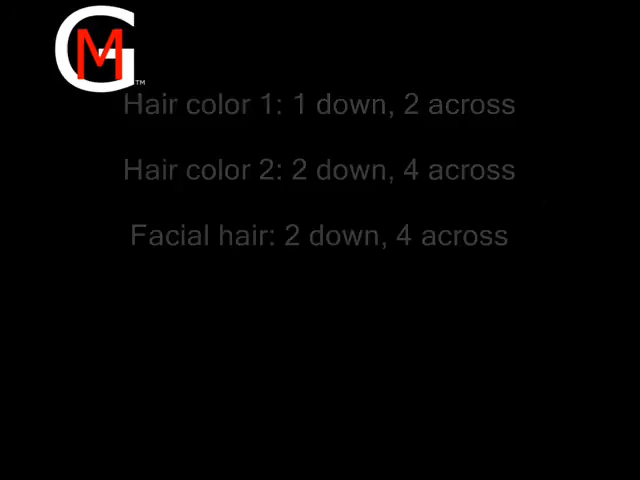 GM™
Hair color 1: 1 down, 2 across
Hair color 2: 2 down, 4 across
Facial hair: 2 down, 4 across